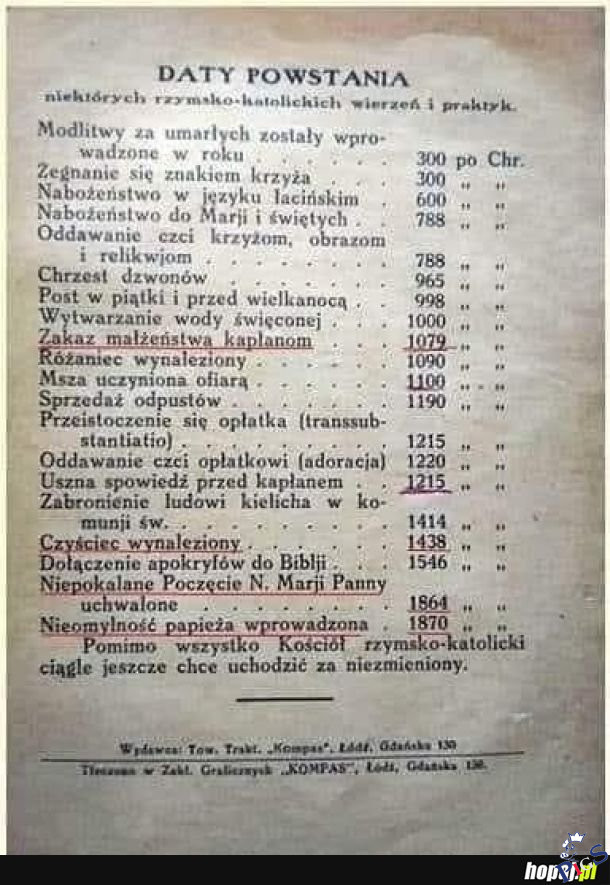 DATY POWSTANIA
niektórych rzymsko-katolickich wierzeń i praktyk.
Modlitwy za umarłych zostały wpro-
wadzone w roku . . . . . . 300 po Chr.
Żegnanie się znakiem krzyża . . . 300 „ „
Nabożeństwo w języku łacińskim . 600 „ „
Nabożeństwo do Marji i świętych . . 788 „ „
Oddawanie czci krzyżom, obrazom
i relikwjom . . . . . . . . 788 „ „
Chrzest dzwonów . . . . . . . 965 „ „
Post w piątki i przed wielkanocą . . 998 „ „
Wytwarzanie wody święconej . . . 1000 „ „
Zakaz małżeństwa kapłanom . . . 1079 „ „
Różaniec wynaleziony . . . . . . 1090 „ „
Msza uczyniona ofiarą . . . . . 1100 „ „
Sprzedaż odpustów . . . . . . 1190 „ „
Przeistoczenie się opłatka (transsub-
stantiatio) . . . . . . . . . 1215 „ „
Oddawanie czci opłatkowi (adoracja) 1220 „ „
Uszna spowiedź przed kapłanem . . 1215 „ „
Zabronienie ludowi kielicha w ko-
munji św. . . . . . . . . . 1414 „ „
Czyściec wynaleziony . . . . . . . 1438 „ „
Dołączenie apokryfów do Biblji . . . 1546 „ „
Niepokalane Poczęcie N. Marji Panny
uchwalone . . . . . . . . 1864 „ „
Nieomylność papieża wprowadzona . 1870 „ „
Pomimo wszystko Kościół rzymsko-katolicki
ciągle jeszcze chce uchodzić za niezmieniony.
Wydawca: Tow. Trakt. „Kompas", Łódź, Gdańska 130
Tłoczono w Zakł. Graficznych „KOMPAS", Łódź, Gdańska 130.
hopaj.pl